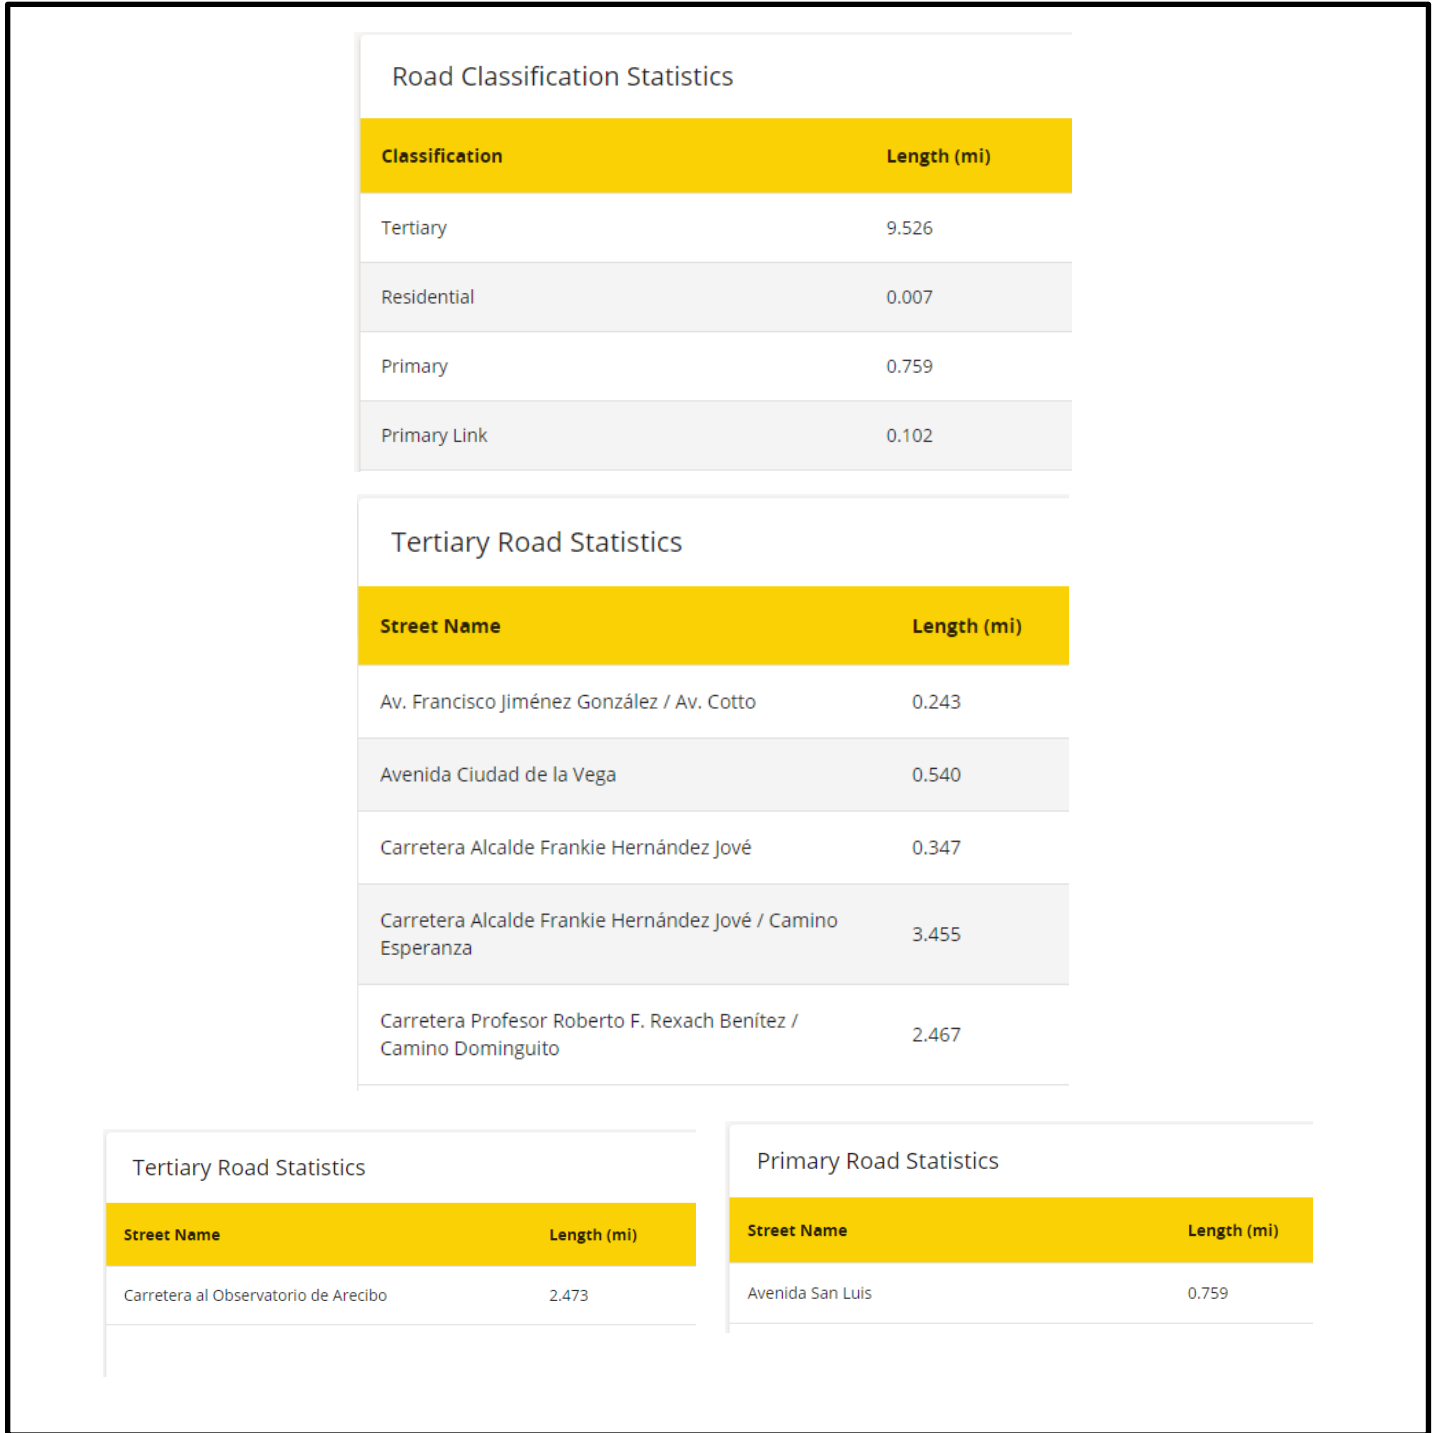 Road Classification Statistics
Classification Length (mi)
Tertiary 9.526
Residential 0.007
Primary 0.759
Primary Link 0.102
Tertiary Road Statistics
Street Name Length (mi)
Av. Francisco Jiménez González / Av. Cotto 0.243
Avenida Ciudad de la Vega 0.540
Carretera Alcalde Frankie Hernández Jové 0.347
Carretera Alcalde Frankie Hernández Jové / Camino
Esperanza 3.455
Carretera Profesor Roberto F. Rexach Benítez /
Camino Dominguito 2.467
Tertiary Road Statistics
Street Name Length (mi)
Carretera al Observatorio de Arecibo 2.473
Primary Road Statistics
Street Name Length (mi)
Avenida San Luis 0.759